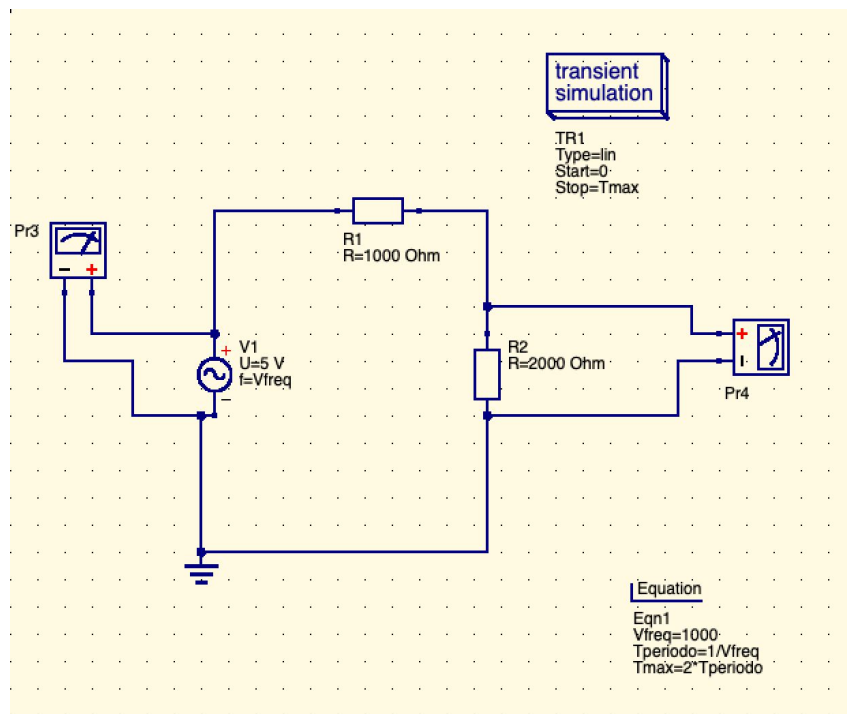 transient
simulation
TR1
Type=lin
Start=0
Stop=Tmax
Pr3
R1
R=1000 Ohm
V1
U=5 V
f=Vfreq
R2
R=2000 Ohm
Pr4
Equation
Eqn1
Vfreq=1000
Tperiodo=1/Vfreq
Tmax=2*Tperiodo